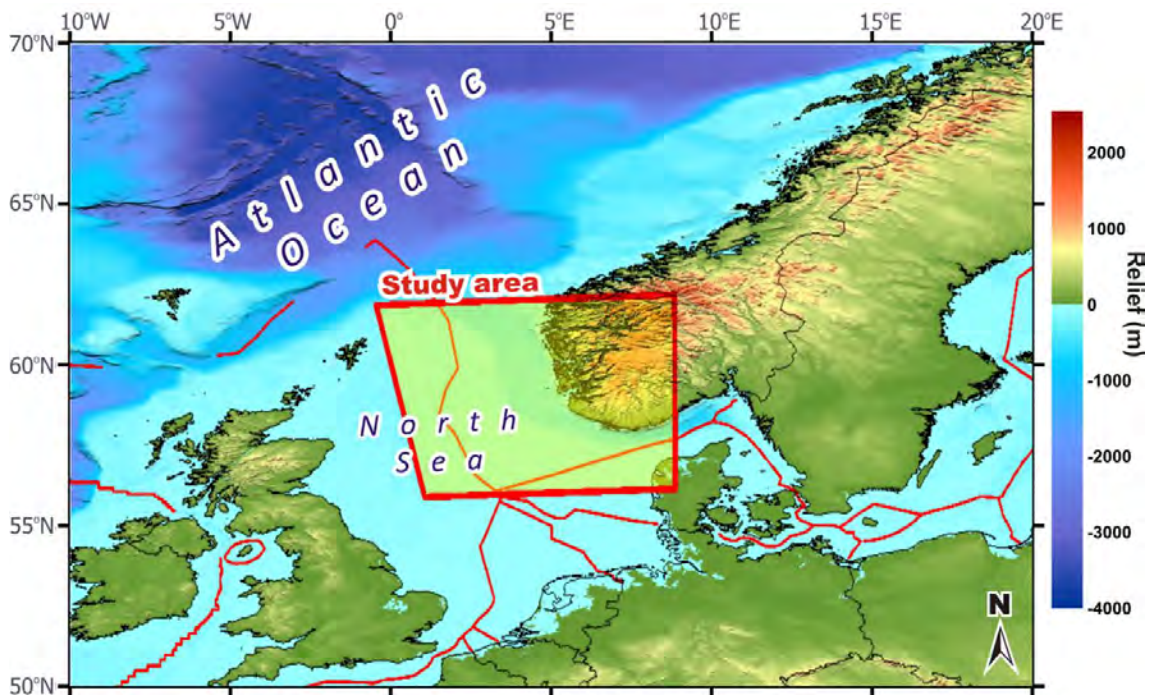 10°W 5°W 0° 5°E 10°E 15°E 20°E
70°N
65°N
60°N
55°N
50°N
Atlantic
Ocean
Study area
North
Sea
N
2000
1000
0
-1000
-2000
-3000
-4000
Relief (m)